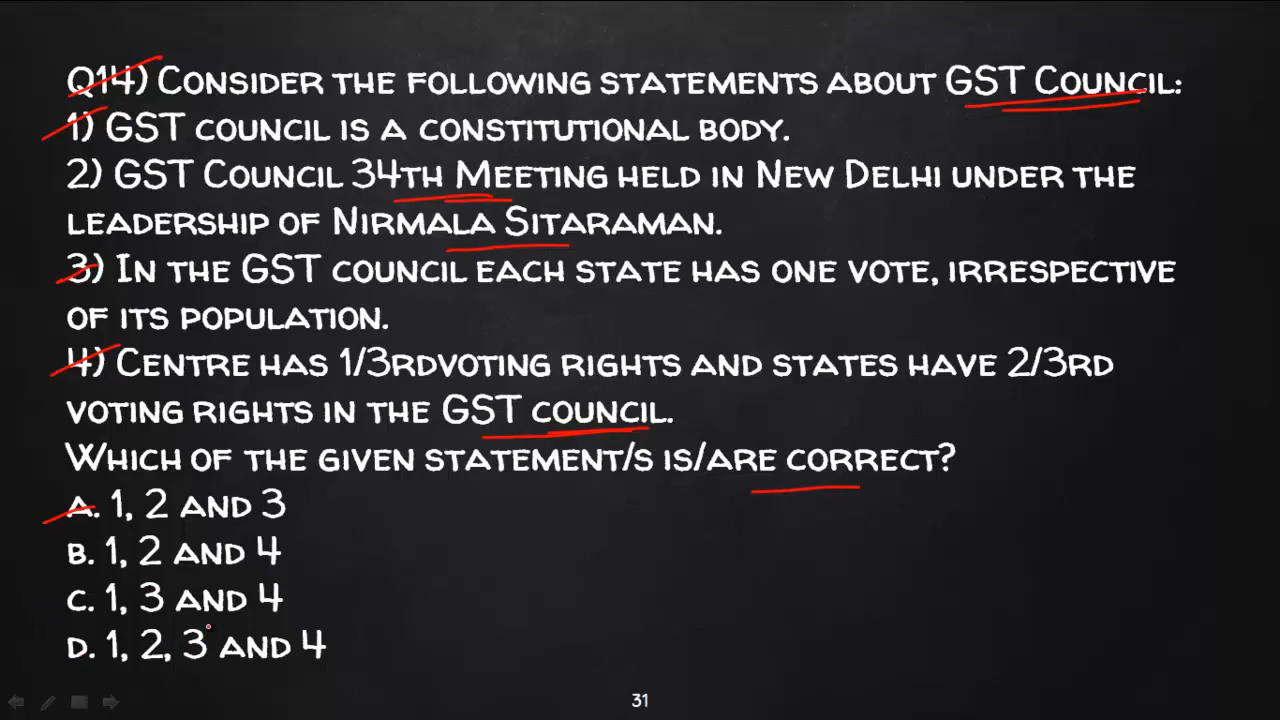 Q14) Consider the following statements about GST Council:
1) GST council is a constitutional body.
2) GST Council 34th Meeting held in New Delhi under the
leadership of Nirmala Sitaraman.
3) In the GST council each state has one vote, irrespective
of its population.
4) Centre has 1/3rdvoting rights and states have 2/3rd
voting rights in the GST council.
Which of the given statement/s is/are correct?
A. 1, 2 and 3
B. 1, 2 and 4
C. 1, 3 and 4
D. 1, 2, 3 and 4
31